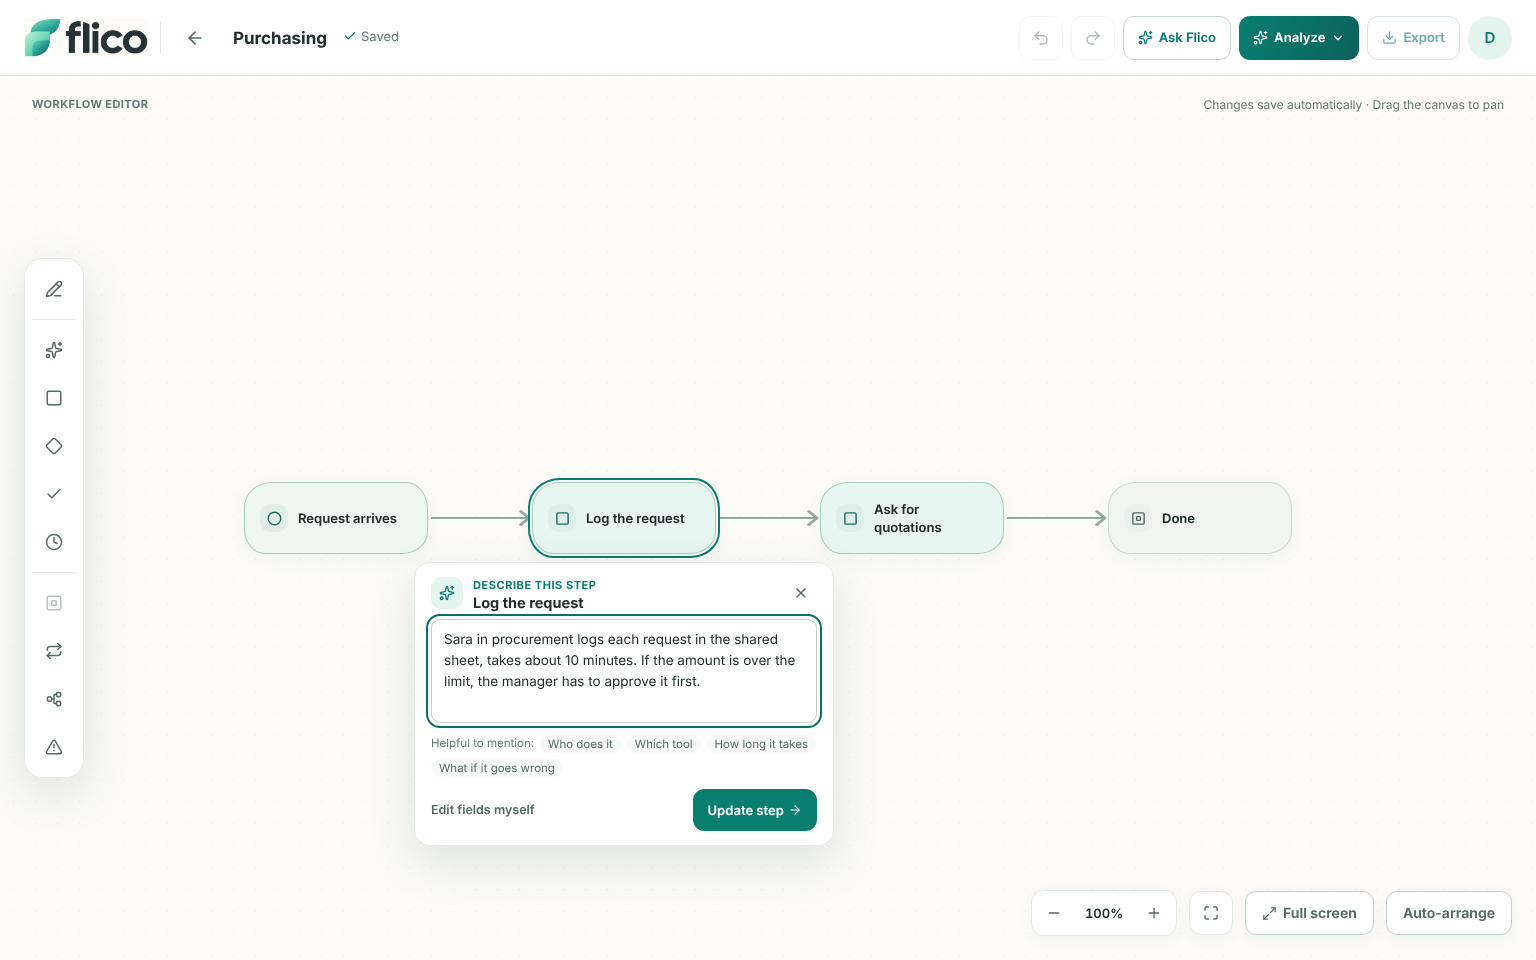 flico
Purchasing
Saved
Ask Flico
Analyze
Export
D
WORKFLOW EDITOR
Changes save automatically · Drag the canvas to pan
Request arrives
Log the request
Ask for
quotations
Done
DESCRIBE THIS STEP
Log the request
Sara in procurement logs each request in the shared
sheet, takes about 10 minutes. If the amount is over the
limit, the manager has to approve it first.
Helpful to mention: Who does it Which tool How long it takes
What if it goes wrong
Edit fields myself
Update step
100%
Full screen
Auto-arrange